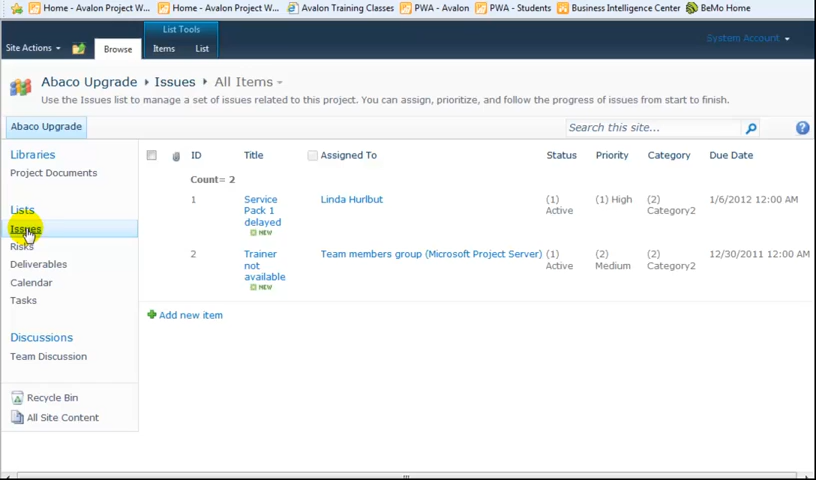 Home - Avalon Project W... Home - Avalon Project W... Avalon Training Classes PWA - Avalon PWA - Students Business Intelligence Center BeMo Home
List Tools
System Account
Site Actions Browse Items List
Abaco Upgrade Issues All Items
Use the Issues list to manage a set of issues related to this project. You can assign, prioritize, and follow the progress of issues from start to finish.
Abaco Upgrade Search this site...
Libraries
Project Documents
Lists
Issues
Risks
Deliverables
Calendar
Tasks
Discussions
Team Discussion
Recycle Bin
All Site Content
ID Title Assigned To Status Priority Category Due Date
Count= 2
1 Service Linda Hurlbut (1) (1) High (2) 1/6/2012 12:00 AM
Pack 1 Active Category2
delayed
NEW
2 Trainer Team members group (Microsoft Project Server) (1) (2) (2) 12/30/2011 12:00 AM
not Active Medium Category2
available
NEW
Add new item